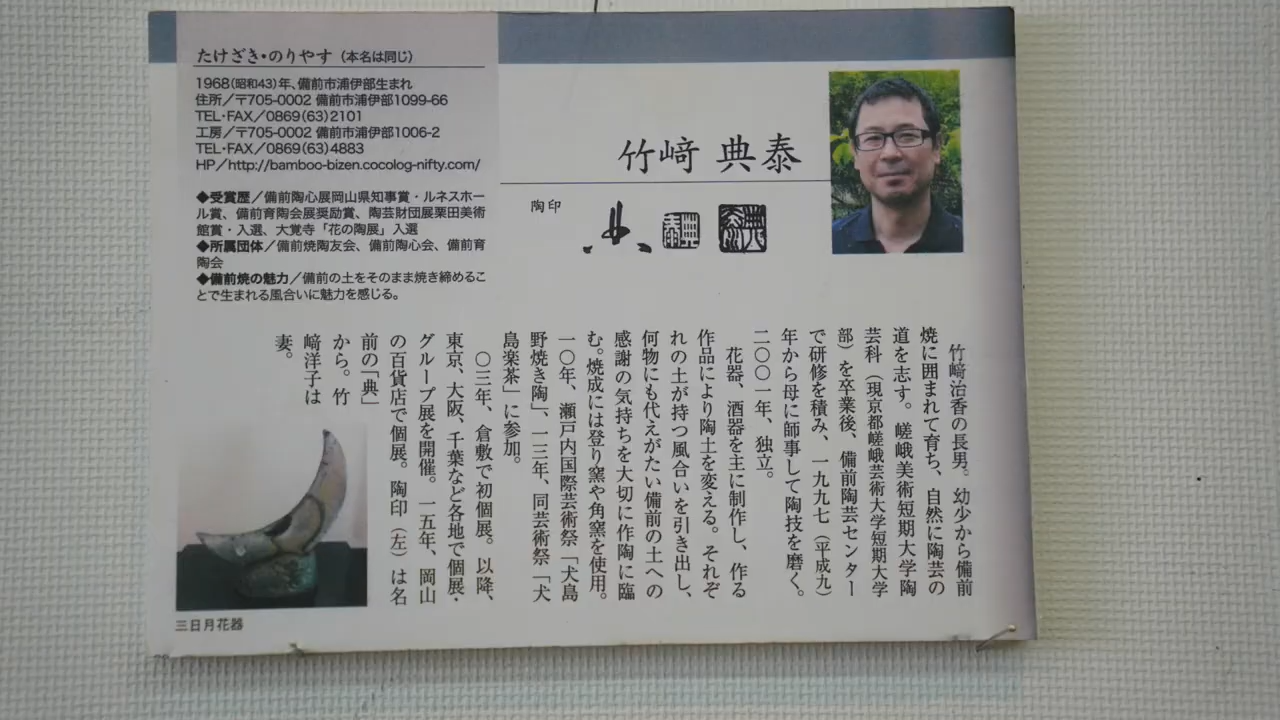 たけざき・のりやす（本名は同じ）
1968（昭和43）年、備前市浦伊部生まれ
住所／〒705-0002 備前市浦伊部1099-66
TEL・FAX／0869（63）2101
工房／〒705-0002 備前市浦伊部1006-2
TEL・FAX／0869（63）4883
HP／http://bamboo-bizen.cocolog-nifty.com/
◆受賞歴／備前陶心展岡山県知事賞・ルネスホー
ル賞、備前育陶会展奨励賞、陶芸財団展栗田美術
館賞・入選、大覚寺「花の陶展」入選
◆所属団体／備前焼陶友会、備前陶心会、備前育
陶会
◆備前焼の魅力／備前の土をそのまま焼き締めるこ
とで生まれる風合いに魅力を感じる。
竹﨑 典泰
陶印
竹﨑治香の長男。幼少から備前
焼に囲まれて育ち、自然に陶芸の
道を志す。嵯峨美術短期大学陶
芸科（現京都嵯峨芸術大学短期大学
部）を卒業後、備前陶芸センター
で研修を積み、一九九七（平成九）
年から母に師事して陶技を磨く。
二〇〇一年、独立。
花器、酒器を主に制作し、作る
作品により陶土を変える。それぞ
れの土が持つ風合いを引き出し、
何物にも代えがたい備前の土への
感謝の気持ちを大切に作陶に臨
む。焼成には登り窯や角窯を使用。
一〇年、瀬戸内国際芸術祭「犬島
野焼き陶」、一三年、同芸術祭「犬
島楽茶」に参加。
〇三年、倉敷で初個展。以降、
東京、大阪、千葉など各地で個展・
グループ展を開催。一五年、岡山
の百貨店で個展。陶印（左）は名
前の「典」
から。竹
﨑洋子は
妻。
三日月花器